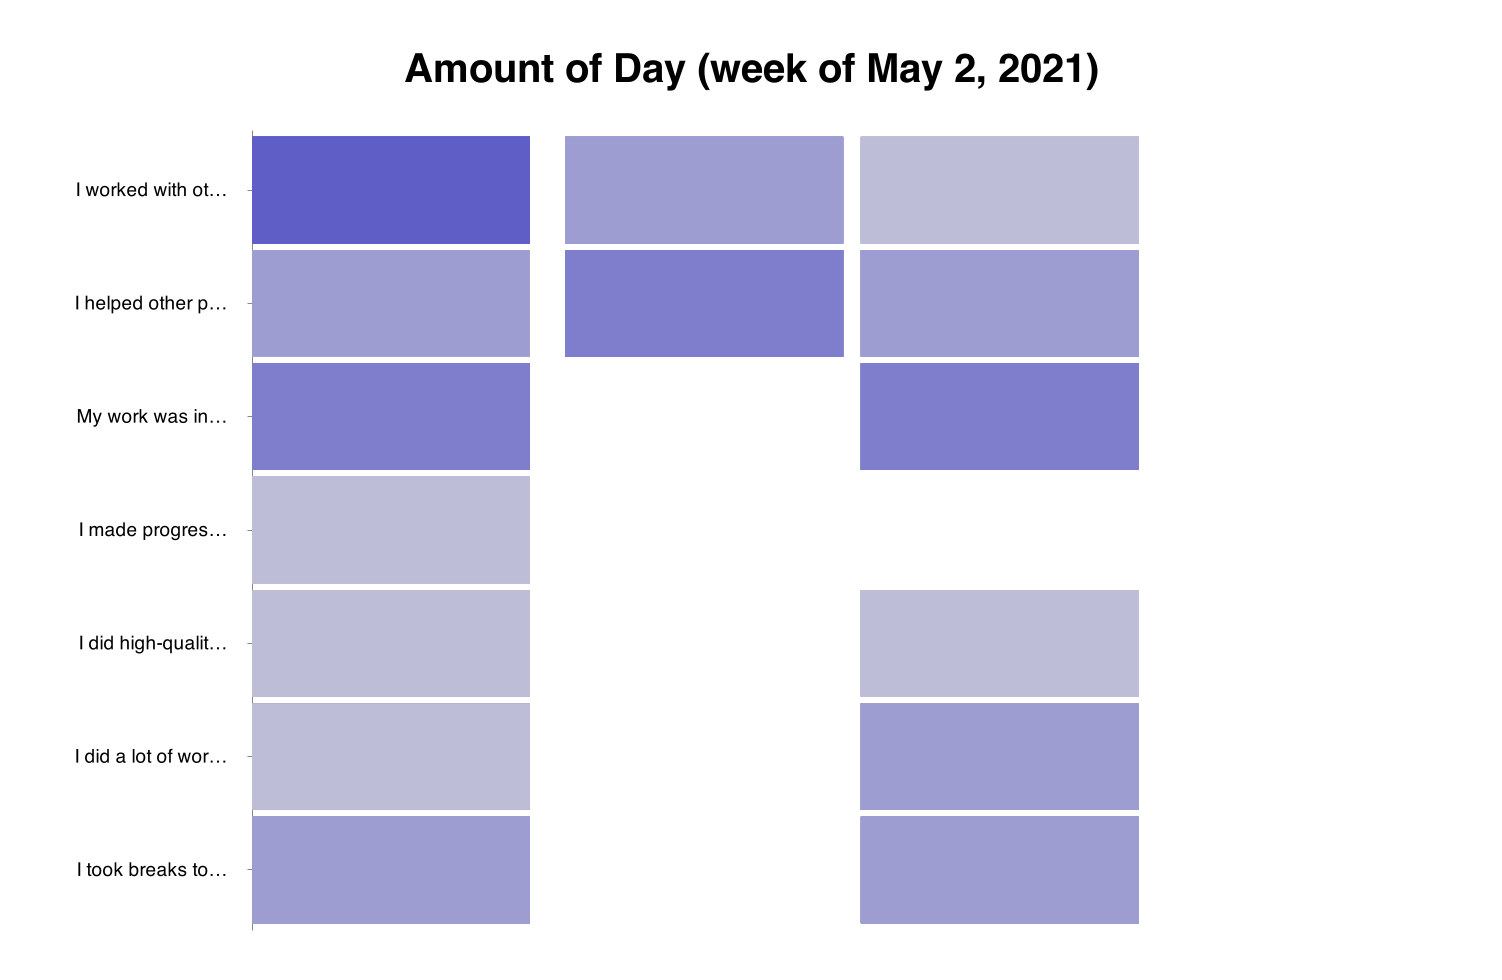 Amount of Day (week of May 2, 2021)
I worked with ot…
I helped other p…
My work was in…
I made progres…
I did high-qualit…
I did a lot of wor…
I took breaks to…